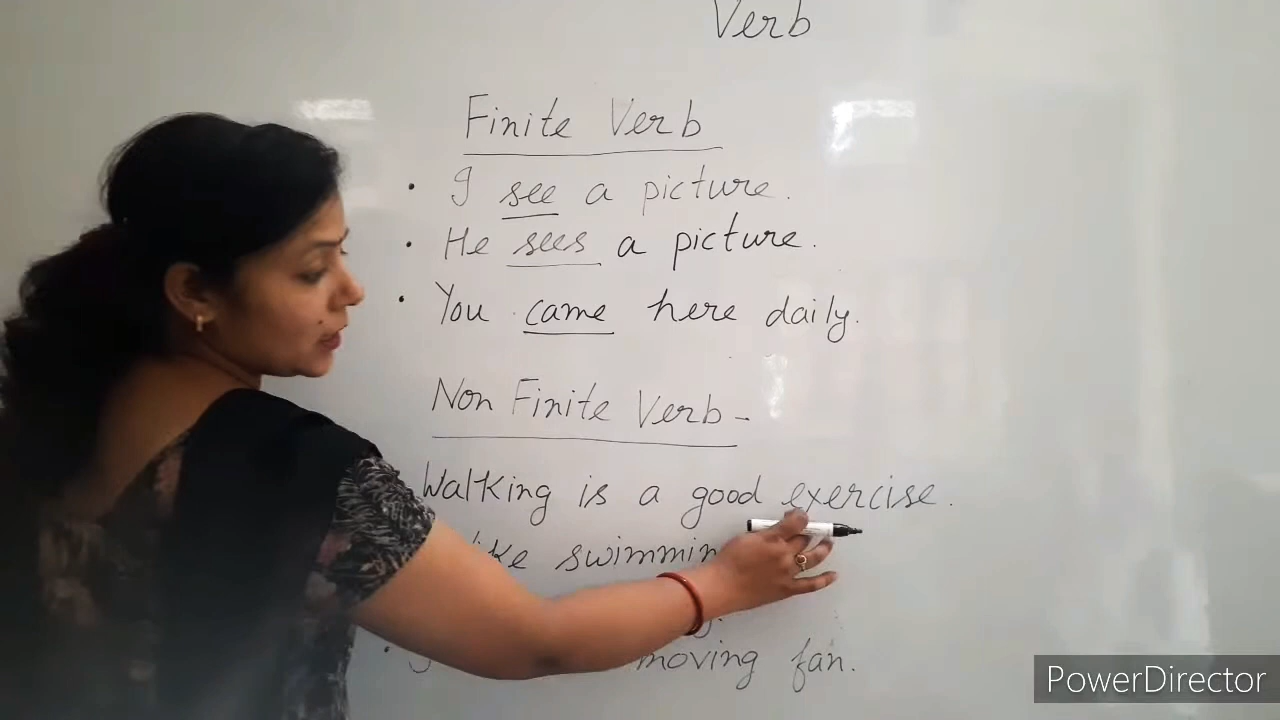 Verb
Finite Verb
• I see a picture.
• He sees a picture.
• You came here daily.
Non Finite Verb -
Walking is a good exercise.
swimming
• moving fan.
PowerDirector